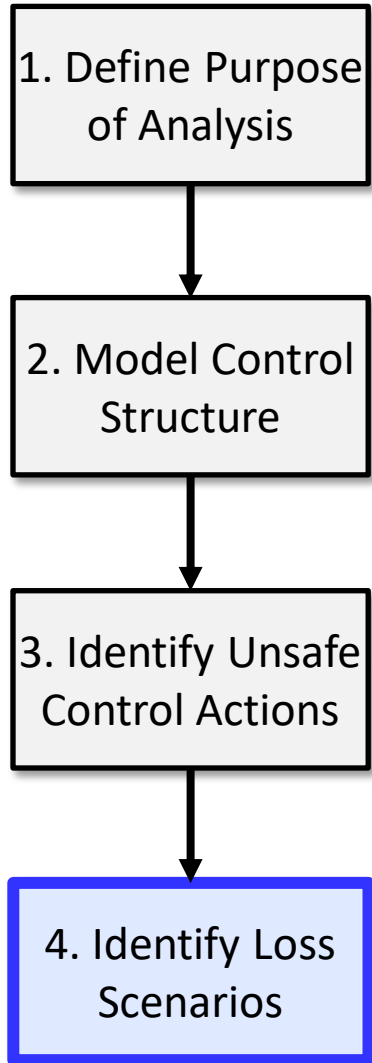 1. Define Purpose
of Analysis
2. Model Control
Structure
3. Identify Unsafe
Control Actions
4. Identify Loss
Scenarios